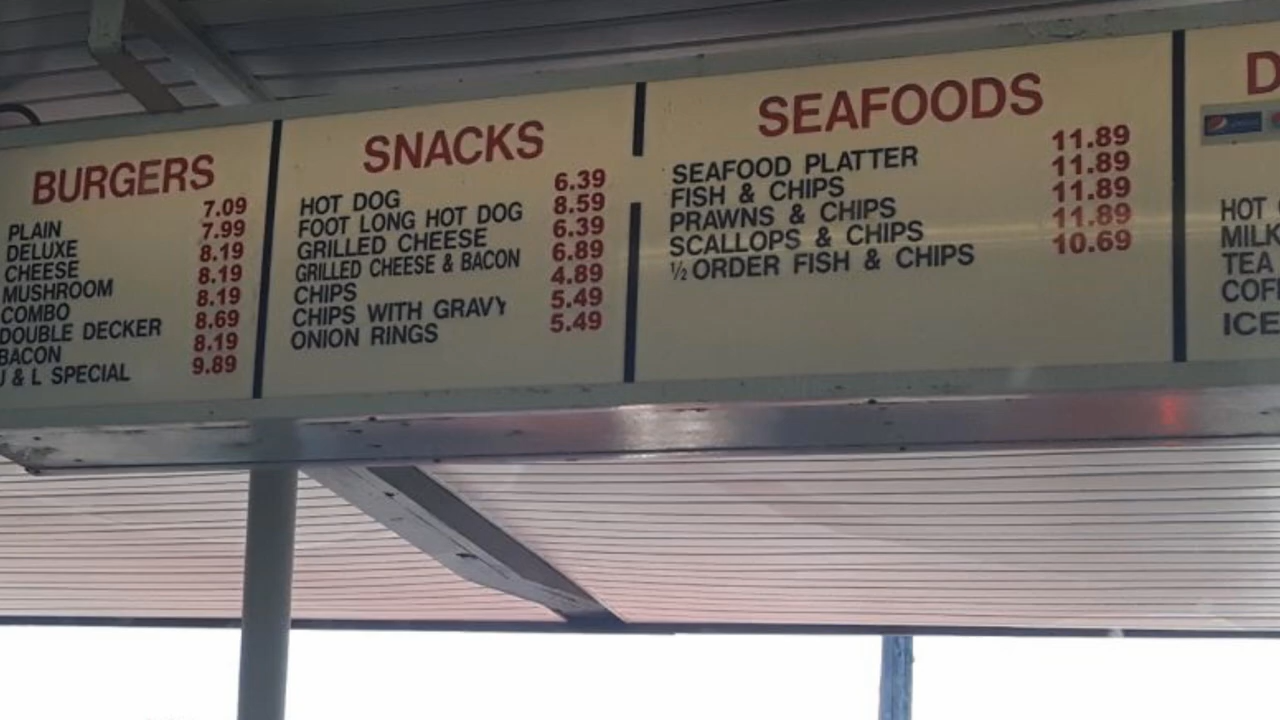 BURGERS
PLAIN 7.09
DELUXE 7.99
CHEESE 8.19
MUSHROOM 8.19
COMBO 8.19
DOUBLE DECKER 8.69
BACON 8.19
J & L SPECIAL 9.89
SNACKS
HOT DOG 6.39
FOOT LONG HOT DOG 8.59
GRILLED CHEESE 6.39
GRILLED CHEESE & BACON 6.89
CHIPS 4.89
CHIPS WITH GRAVY 5.49
ONION RINGS 5.49
SEAFOODS
SEAFOOD PLATTER 11.89
FISH & CHIPS 11.89
PRAWNS & CHIPS 11.89
SCALLOPS & CHIPS 11.89
½ ORDER FISH & CHIPS 10.69
D
HOT
MILK
TEA
COF
ICE